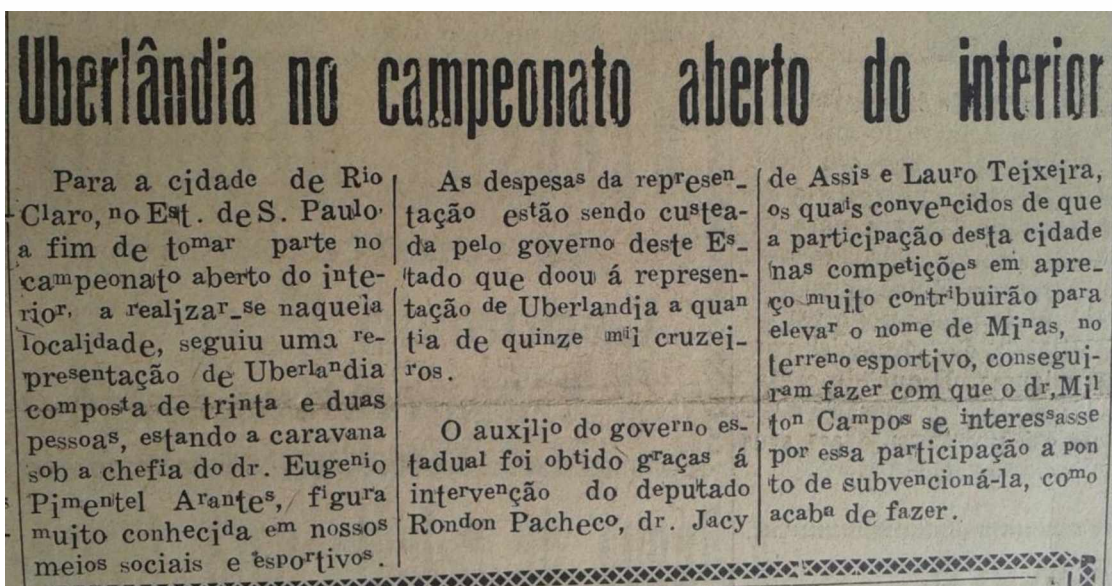 Uberlândia no campeonato aberto do interior
Para a cidade de Rio
Claro, no Est. de S. Paulo.
a fim de tomar parte no
campeonato aberto do inte-
rior, a realizar-se naquela
localidade, seguiu uma re-
presentação de Uberlandia
composta de trinta e duas
pessoas, estando a caravana
sob a chefia do dr. Eugenio
Pimentel Arantes, figura
muito conhecida em nossos
meios sociais e esportivos.
As despesas da represen-
tação estão sendo custea-
da pelo governo deste Es-
tado que doou á represen-
tação de Uberlandia a quan
tia de quinze mil cruzei-
ros.
O auxilio do governo es-
tadual foi obtido graças á
intervenção do deputado
Rondon Pacheco, dr. Jacy
de Assis e Lauro Teixeira,
os quais convencidos de que
a participação desta cidade
nas competições em apre-
ço muito contribuirão para
elevar o nome de Minas, no
terreno esportivo, consegui-
ram fazer com que o dr. Mil
ton Campos se interessasse
por essa participação a pon
to de subvencioná-la, como
acaba de fazer.